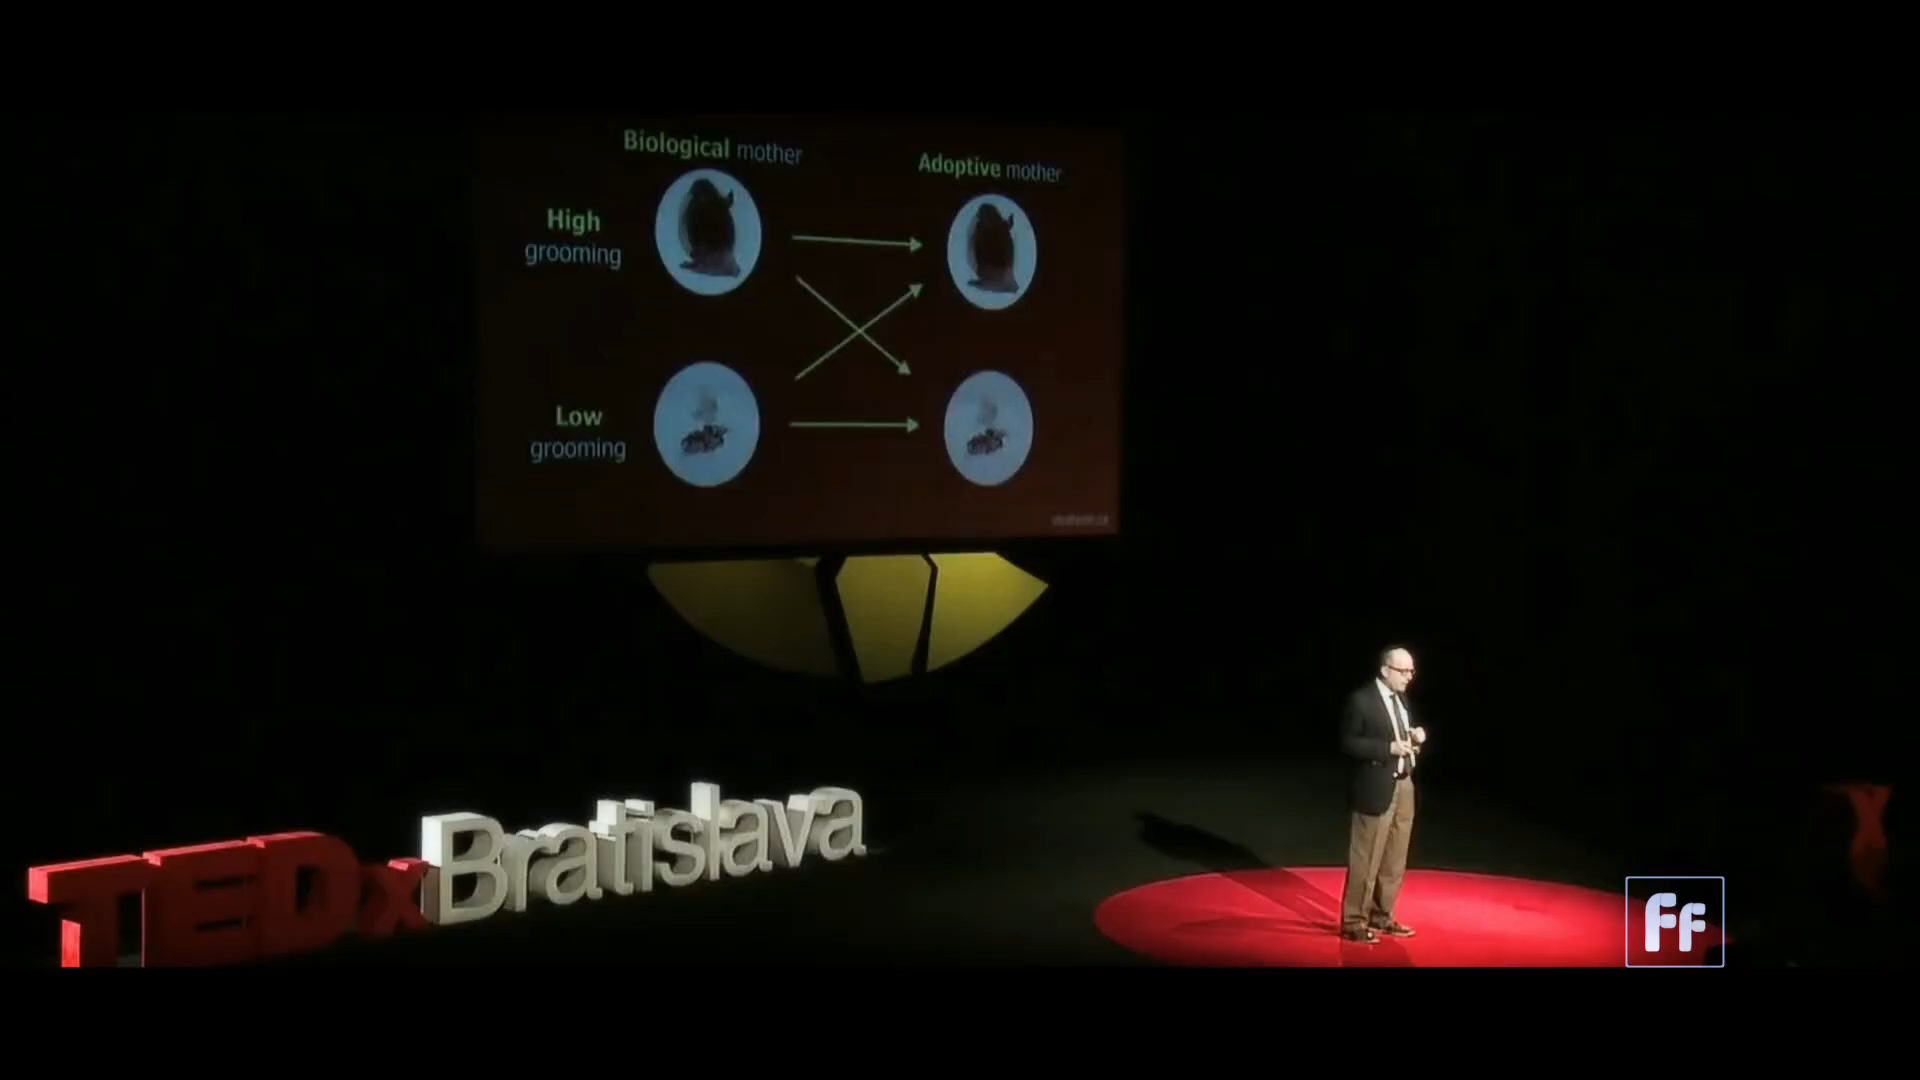 Biological mother
Adoptive mother
High
grooming
Low
grooming
TEDxBratislava
FF